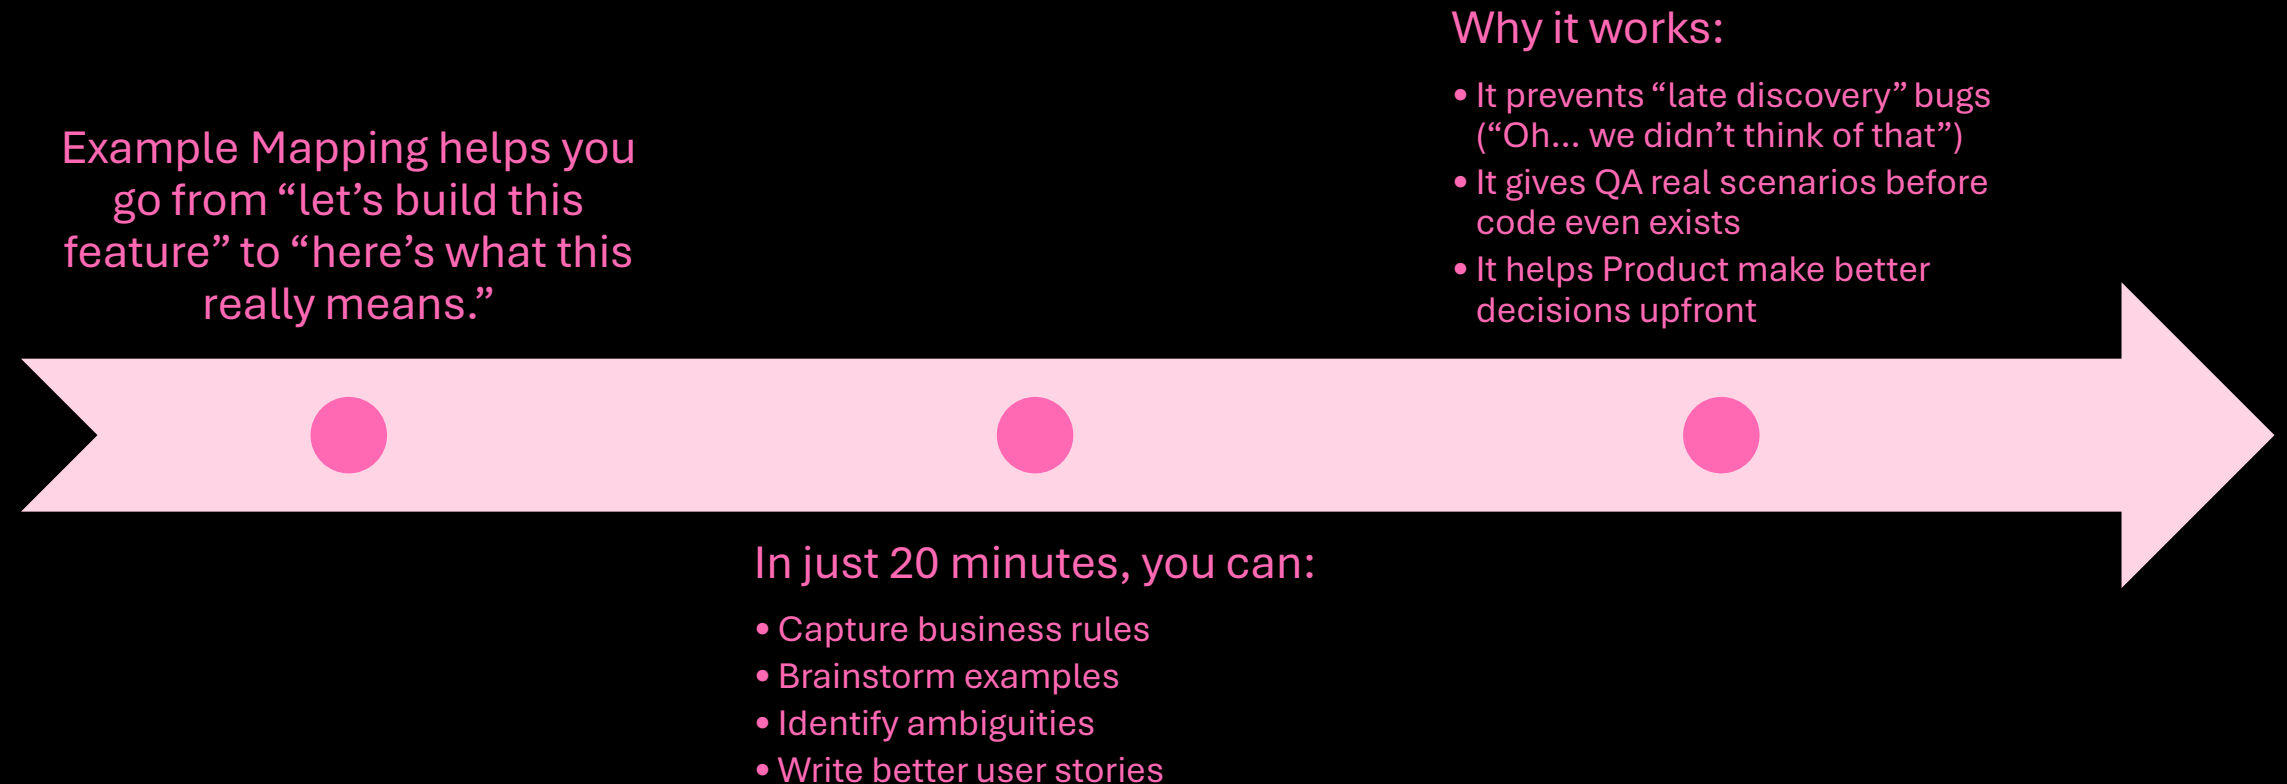 Example Mapping helps you
go from “let’s build this
feature” to “here’s what this
really means.”
In just 20 minutes, you can:
• Capture business rules
• Brainstorm examples
• Identify ambiguities
• Write better user stories
Why it works:
• It prevents “late discovery” bugs
(“Oh... we didn’t think of that”)
• It gives QA real scenarios before
code even exists
• It helps Product make better
decisions upfront